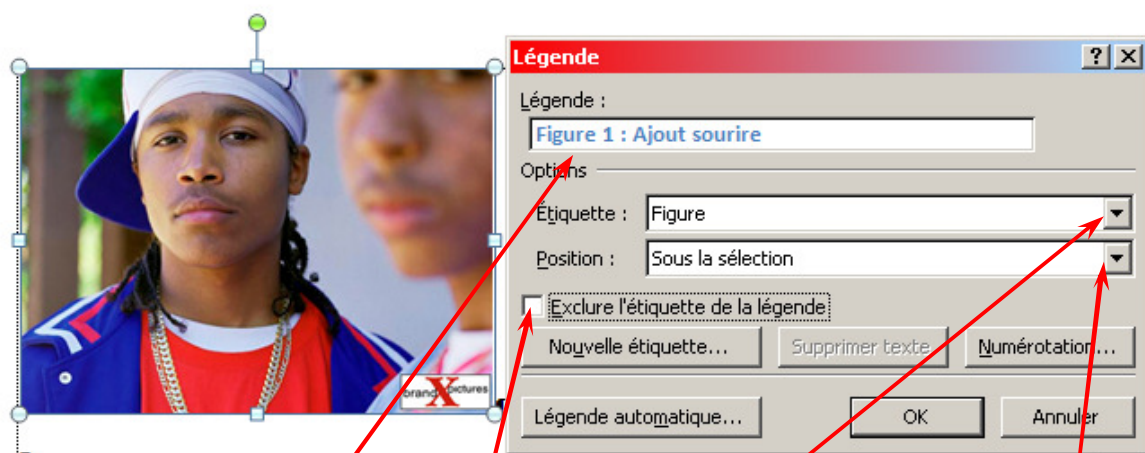 Légende
Légende :
Figure 1 : Ajout sourire
Options
Étiquette : Figure
Position : Sous la sélection
Exclure l'étiquette de la légende
Nouvelle étiquette... Supprimer texte Numérotation...
Légende automatique... OK Annuler
brand X pictures